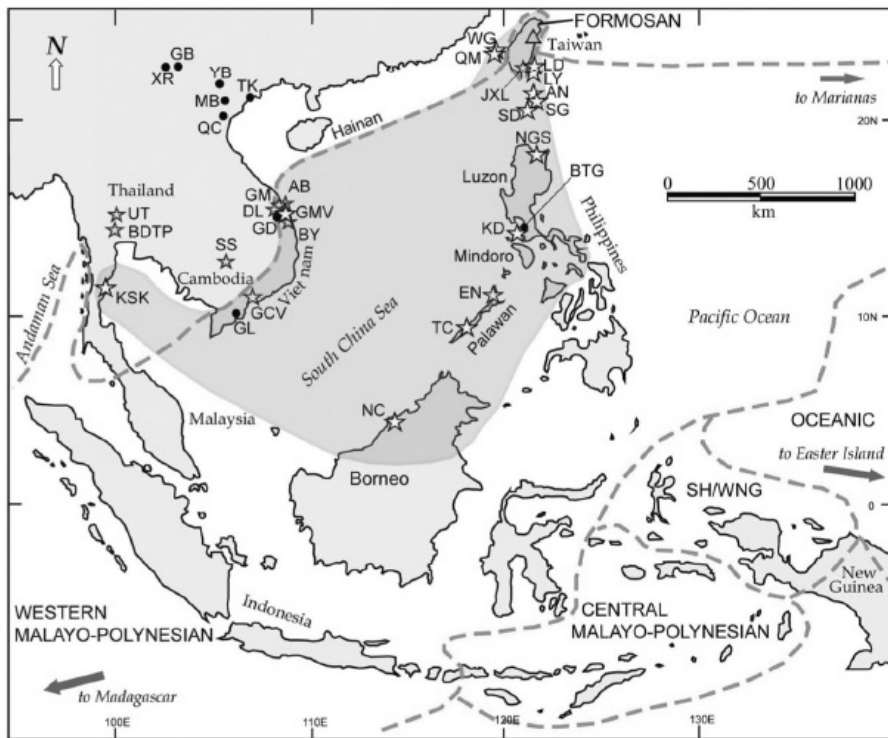 FORMOSAN
WG
Taiwan
QM
N
GB
XR
YB
TK
MB
QC
LD
LY
JXL
AN
SD
SG
to Marianas
20N
Hainan
NGS
Luzon
BTG
0
500
1000
km
Thailand
GM
AB
UT
DL
GMV
BDTP
GD
BY
KD
Philippines
Mindoro
SS
Cambodia
Viet nam
Andaman Sea
KSK
GCV
GL
EN
TC
Palawan
South China Sea
Pacific Ocean
10N
NC
Malaysia
OCEANIC
to Easter Island
Borneo
SH/WNG
0
New
Guinea
Indonesia
WESTERN
MALAYO-POLYNESIAN
CENTRAL
MALAYO-POLYNESIAN
to Madagascar
100E
110E
120E
130E